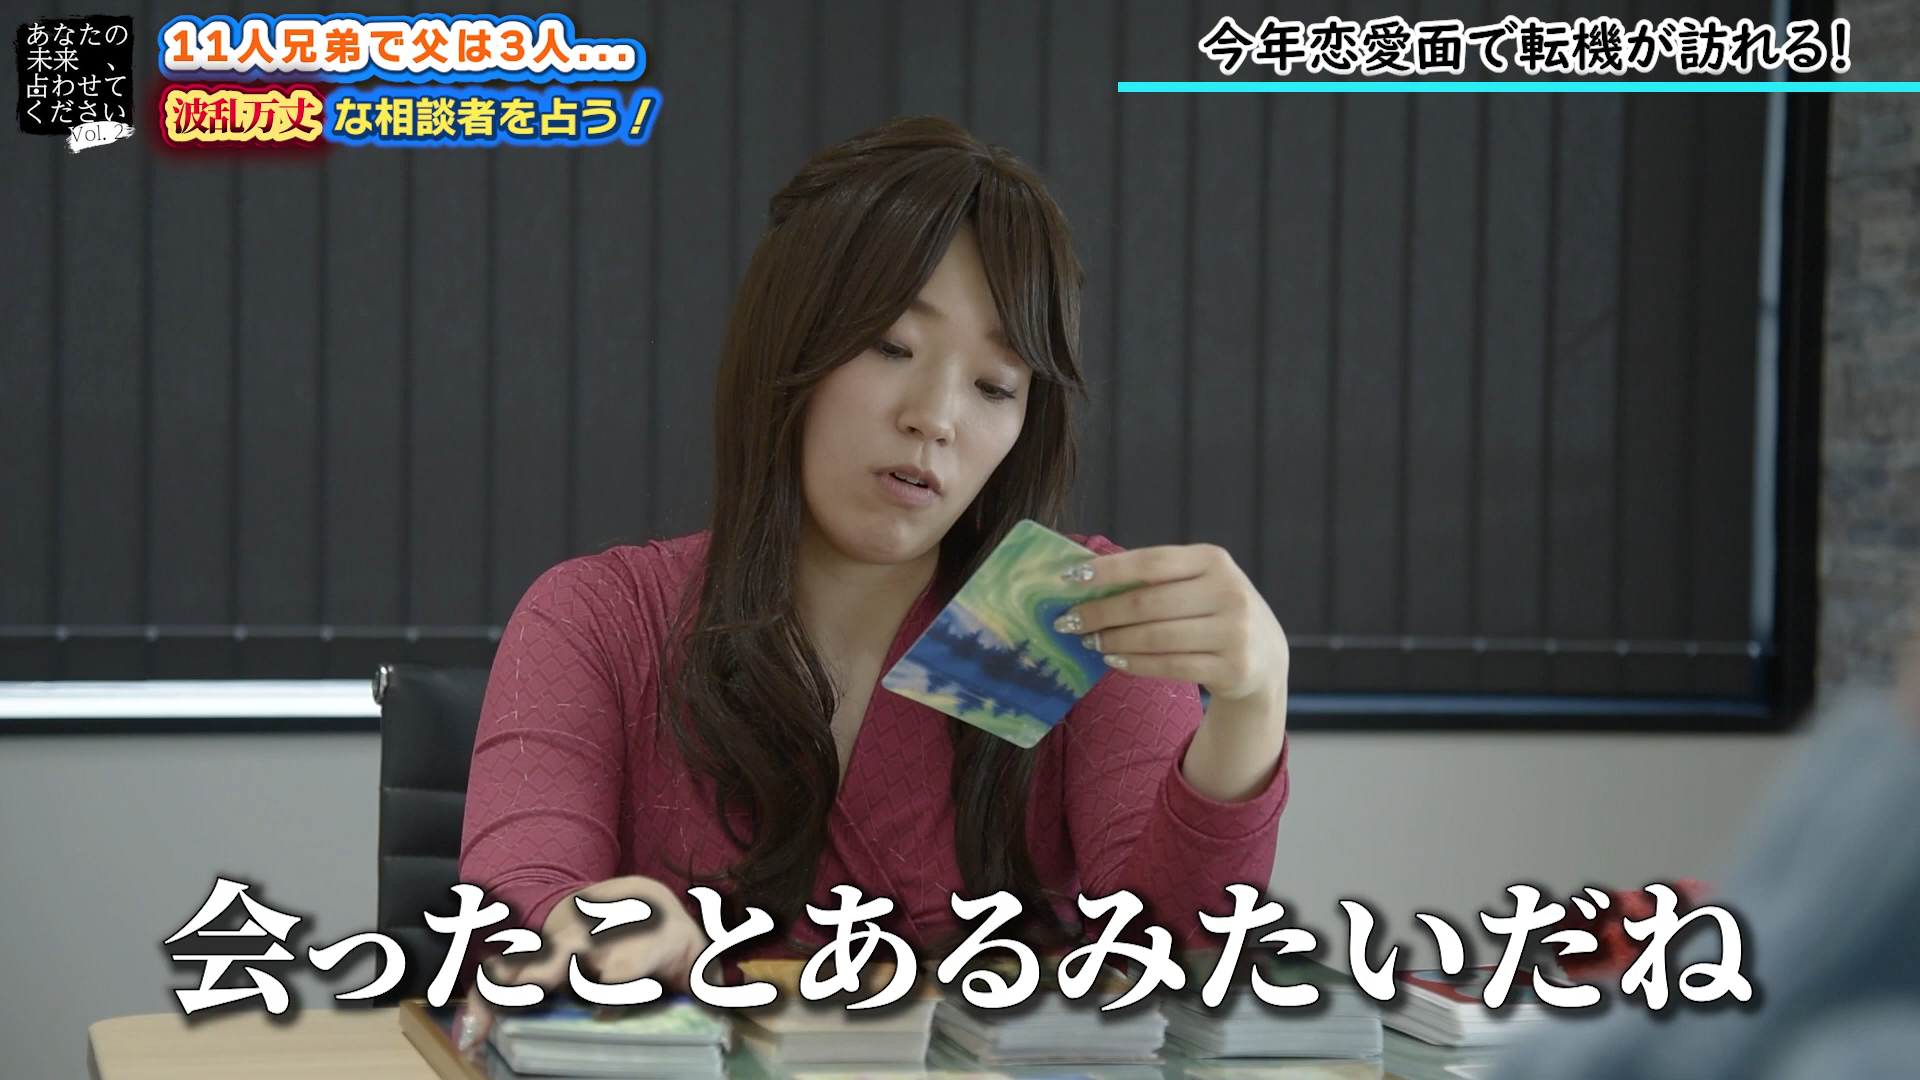 あなたの
未来、
占わせて
ください
Vol. 2
11人兄弟で父は3人...
波乱万丈な相談者を占う！
今年恋愛面で転機が訪れる！
会ったことあるみたいだね